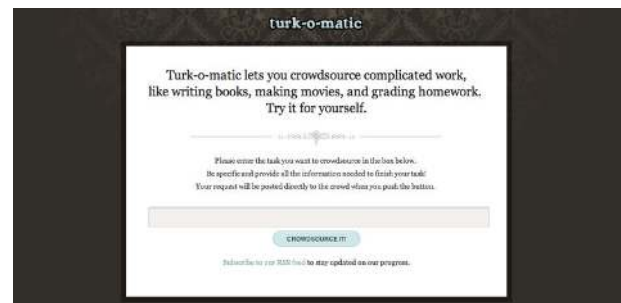 turk-o-matic
Turk-o-matic lets you crowdsource complicated work,
like writing books, making movies, and grading homework.
Try it for yourself.
Please enter the task you want to crowdsource in the box below.
Be specific and provide all the information needed to finish your task!
Your request will be posted directly to the crowd when you push the button.
CROWDSOURCE IT!
Subscribe to our RSS feed to stay updated on our progress.